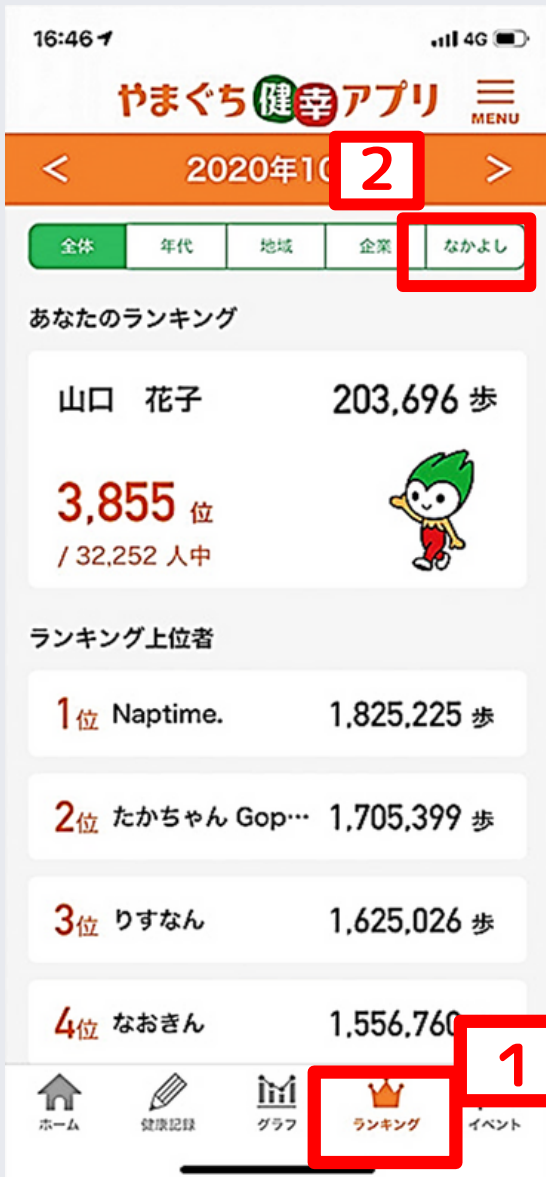 16:46 4G
やまぐち健幸アプリ
MENU
< 2020年10 >
2
全体 年代 地域 企業 なかよし
あなたのランキング
山口 花子 203,696 歩
3,855 位
/ 32,252 人中
ランキング上位者
1位 Naptime. 1,825,225 歩
2位 たかちゃん Gop… 1,705,399 歩
3位 りすなん 1,625,026 歩
4位 なおきん 1,556,760
1
ホーム 健康記録 グラフ ランキング イベント